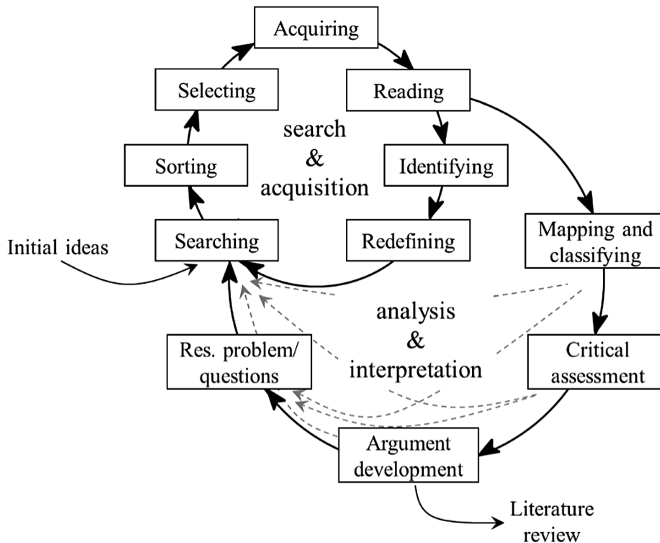 Acquiring
Selecting
Reading
search
&
acquisition
Sorting
Identifying
Searching
Redefining
Initial ideas
Mapping and
classifying
analysis
&
interpretation
Res. problem/
questions
Critical
assessment
Argument
development
Literature
review